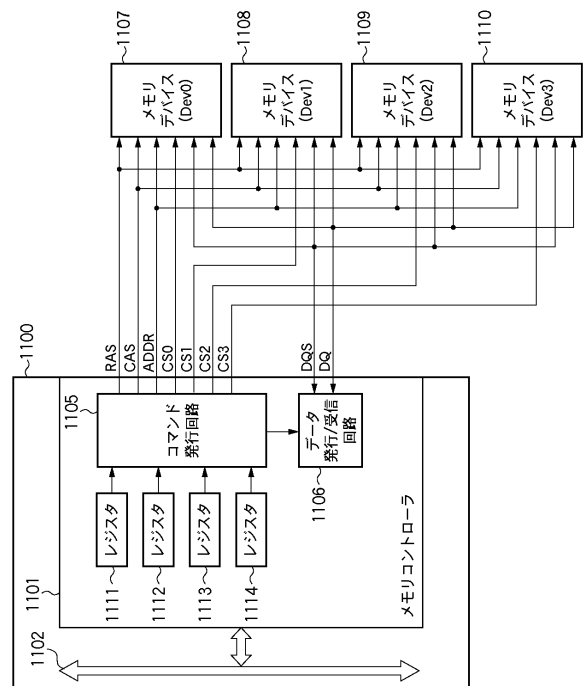 1100
1101
1102
メモリコントローラ
1111
レジスタ
1112
レジスタ
1113
レジスタ
1114
レジスタ
1105
コマンド
発行回路
データ
発行/受信
回路
1106
RAS
CAS
ADDR
CS0
CS1
CS2
CS3
DQS
DQ
1107
メモリ
デバイス
(Dev0)
1108
メモリ
デバイス
(Dev1)
1109
メモリ
デバイス
(Dev2)
1110
メモリ
デバイス
(Dev3)